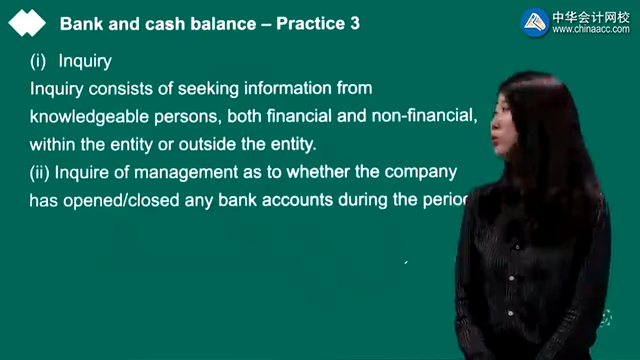 Bank and cash balance – Practice 3
中华会计网校
www.chinaacc.com
(i) Inquiry
Inquiry consists of seeking information from
knowledgeable persons, both financial and non-financial,
within the entity or outside the entity.
(ii) Inquire of management as to whether the company
has opened/closed any bank accounts during the